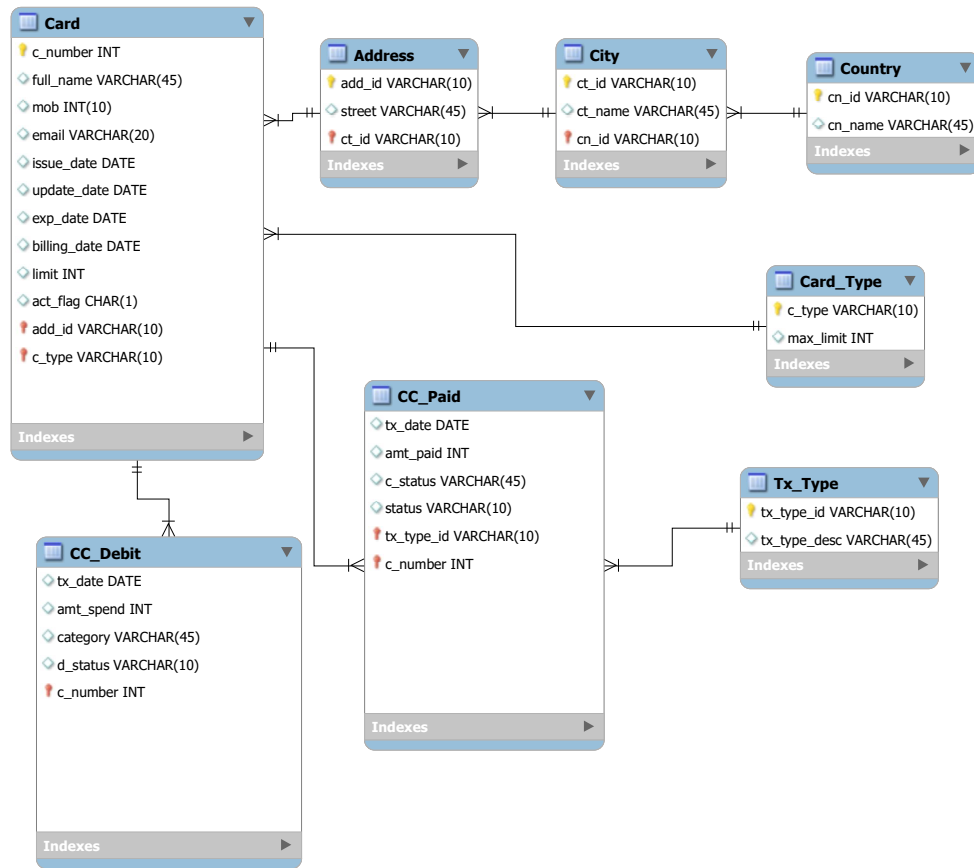 Card
c_number INT
full_name VARCHAR(45)
mob INT(10)
email VARCHAR(20)
issue_date DATE
update_date DATE
exp_date DATE
billing_date DATE
limit INT
act_flag CHAR(1)
add_id VARCHAR(10)
c_type VARCHAR(10)
Indexes
Address
add_id VARCHAR(10)
street VARCHAR(45)
ct_id VARCHAR(10)
Indexes
City
ct_id VARCHAR(10)
ct_name VARCHAR(45)
cn_id VARCHAR(10)
Indexes
Country
cn_id VARCHAR(10)
cn_name VARCHAR(45)
Indexes
Card_Type
c_type VARCHAR(10)
max_limit INT
Indexes
CC_Paid
tx_date DATE
amt_paid INT
c_status VARCHAR(45)
status VARCHAR(10)
tx_type_id VARCHAR(10)
c_number INT
Indexes
Tx_Type
tx_type_id VARCHAR(10)
tx_type_desc VARCHAR(45)
Indexes
CC_Debit
tx_date DATE
amt_spend INT
category VARCHAR(45)
d_status VARCHAR(10)
c_number INT
Indexes